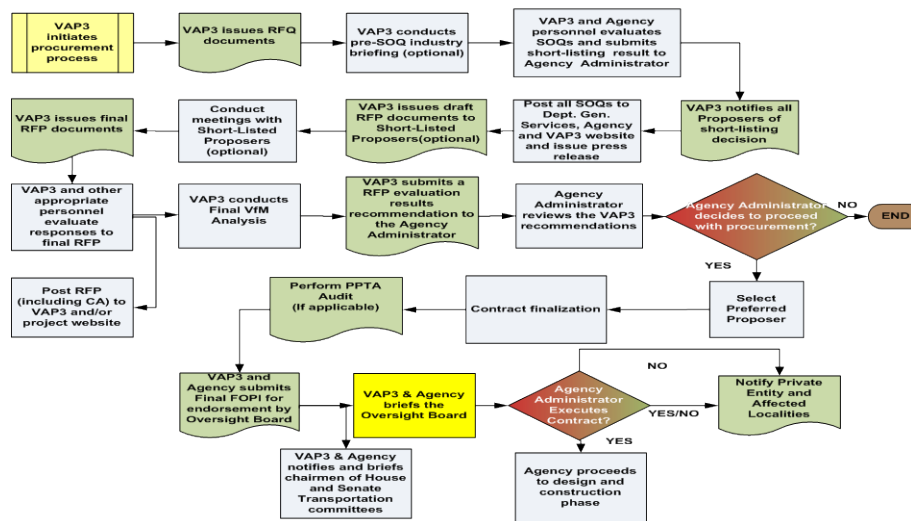 VAP3
initiates
procurement
process
VAP3 issues RFQ
documents
VAP3 conducts
pre-SOQ industry
briefing (optional)
VAP3 and Agency
personnel evaluates
SOQs and submits
short-listing result to
Agency Administrator
VAP3 issues final
RFP documents
Conduct
meetings with
Short-Listed
Proposers
(optional)
VAP3 issues draft
RFP documents to
Short-Listed
Proposers(optional)
Post all SOQs to
Dept. Gen.
Services, Agency
and VAP3 website
and issue press
release
VAP3 notifies all
Proposers of
short-listing
decision
VAP3 and other
appropriate
personnel
evaluate
responses to
final RFP
VAP3 conducts
Final VfM
Analysis
VAP3 submits a
RFP evaluation
results
recommendation to
the Agency
Administrator
Agency
Administrator
reviews the VAP3
recommendations
Agency Administrator
decides to proceed
with procurement?
NO
END
YES
Post RFP
(including CA) to
VAP3 and/or
project website
Perform PPTA
Audit
(If applicable)
Contract finalization
Select
Preferred
Proposer
VAP3 and
Agency submits
Final FOPI for
endorsement by
Oversight Board
VAP3 & Agency
briefs the
Oversight Board
Agency
Administrator
Executes
Contract?
NO
YES/NO
Notify Private
Entity and
Affected
Localities
YES
VAP3 & Agency
notifies and briefs
chairmen of House
and Senate
Transportation
committees
Agency proceeds
to design and
construction
phase